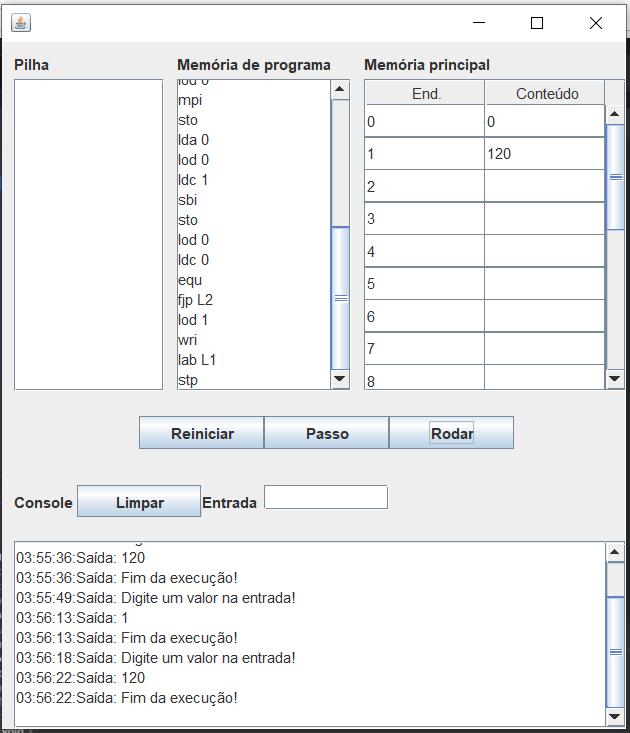 Pilha
Memória de programa
Memória principal
lod 0
mpi
sto
lda 0
lod 0
ldc 1
sbi
sto
lod 0
ldc 0
equ
fjp L2
lod 1
wri
lab L1
stp
End. Conteúdo
0 0
1 120
2
3
4
5
6
7
8
Reiniciar Passo Rodar
Console Limpar Entrada
03:55:36:Saída: 120
03:55:36:Saída: Fim da execução!
03:55:49:Saída: Digite um valor na entrada!
03:56:13:Saída: 1
03:56:13:Saída: Fim da execução!
03:56:18:Saída: Digite um valor na entrada!
03:56:22:Saída: 120
03:56:22:Saída: Fim da execução!